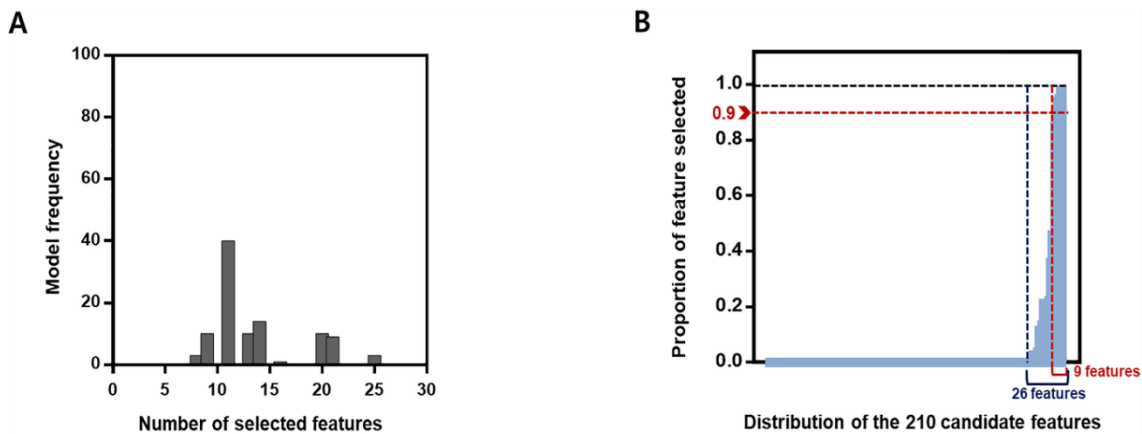 A
Model frequency
100
80
60
40
20
0
0 5 10 15 20 25 30
Number of selected features
B
Proportion of feature selected
1.0
0.9
0.8
0.6
0.4
0.2
0.0
9 features
26 features
Distribution of the 210 candidate features